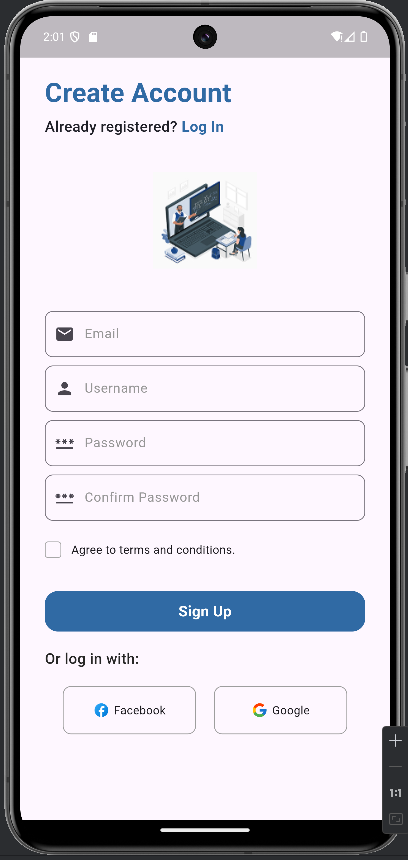 2:01
Create Account
Already registered? Log In
Email
Username
Password
Confirm Password
Agree to terms and conditions.
Sign Up
Or log in with:
Facebook
Google
1:1